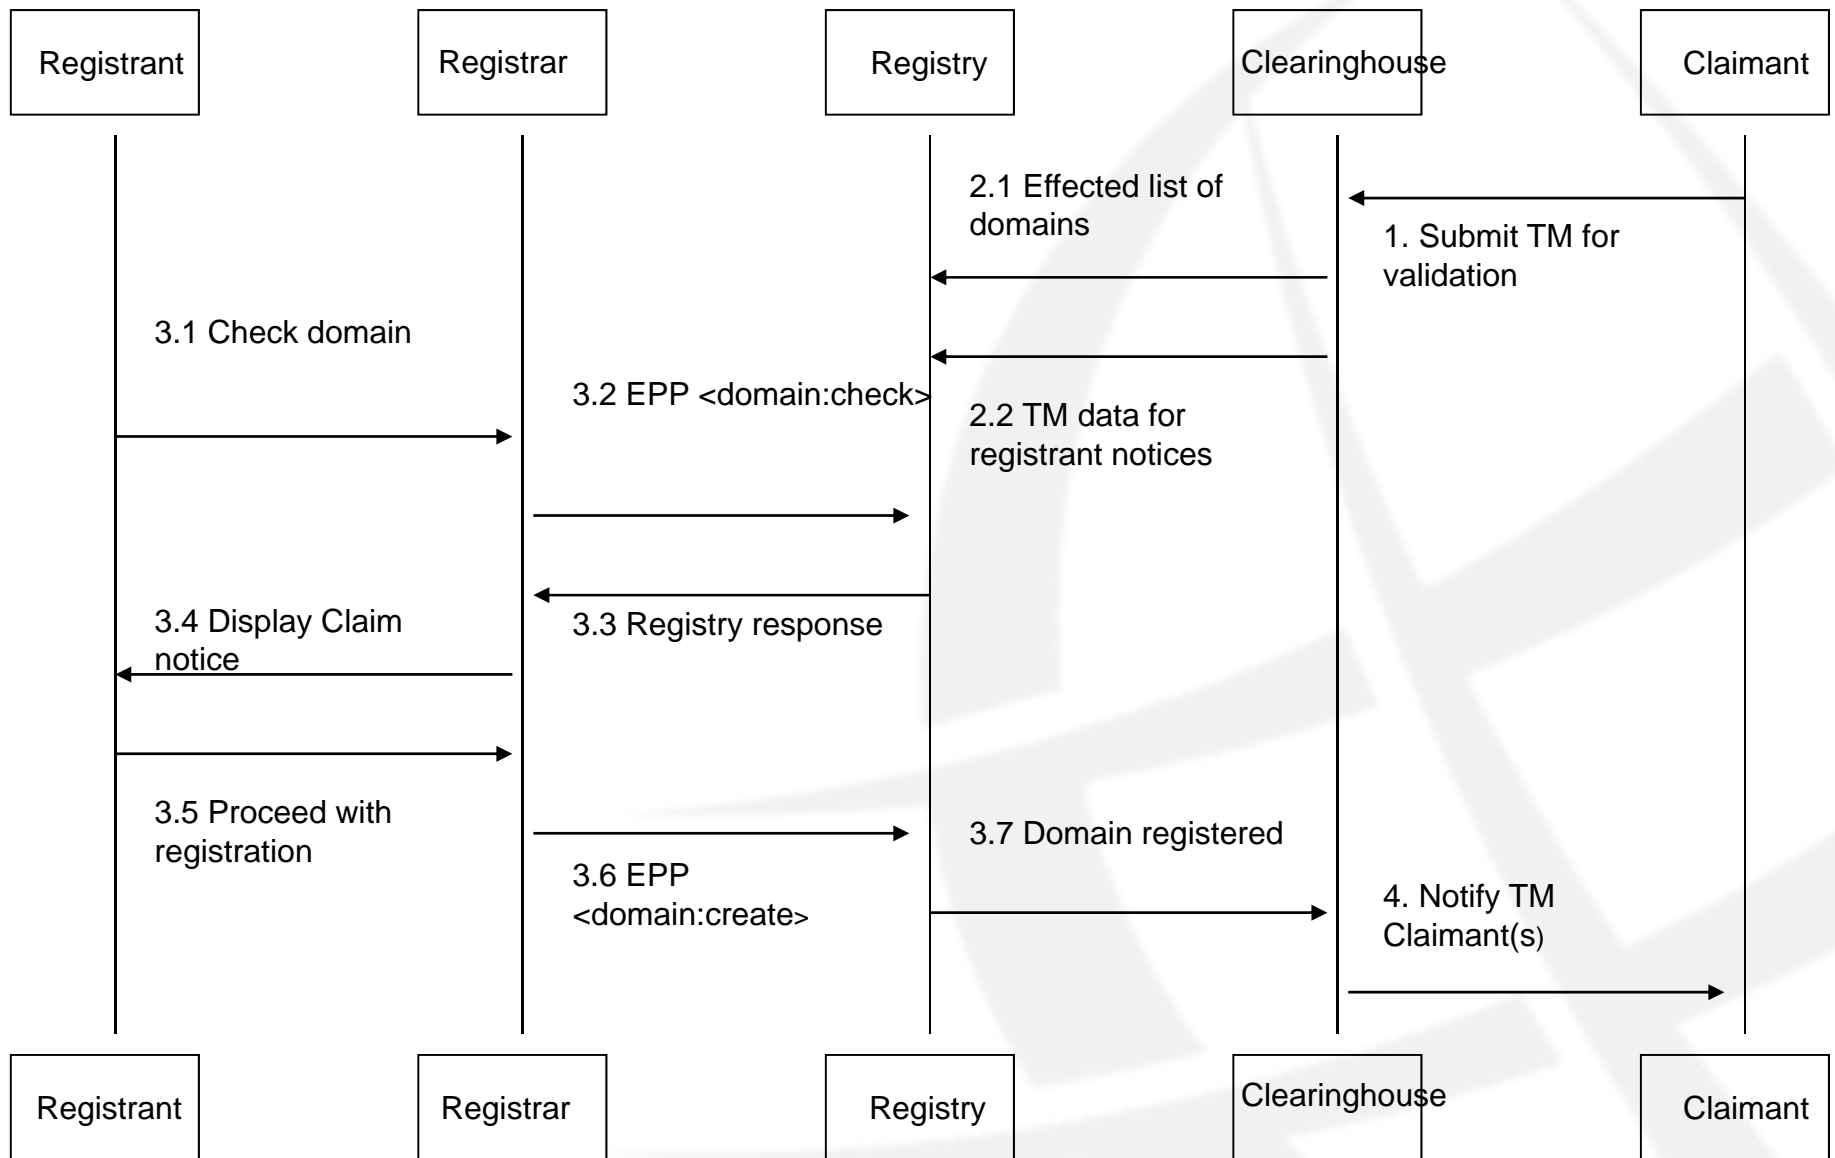 Registrant
Registrar
Registry
Clearinghouse
Claimant
2.1 Effected list of
domains
1. Submit TM for
validation
3.1 Check domain
3.2 EPP <domain:check>
2.2 TM data for
registrant notices
3.4 Display Claim
notice
3.3 Registry response
3.5 Proceed with
registration
3.7 Domain registered
3.6 EPP
<domain:create>
4. Notify TM
Claimant(s)
Registrant
Registrar
Registry
Clearinghouse
Claimant